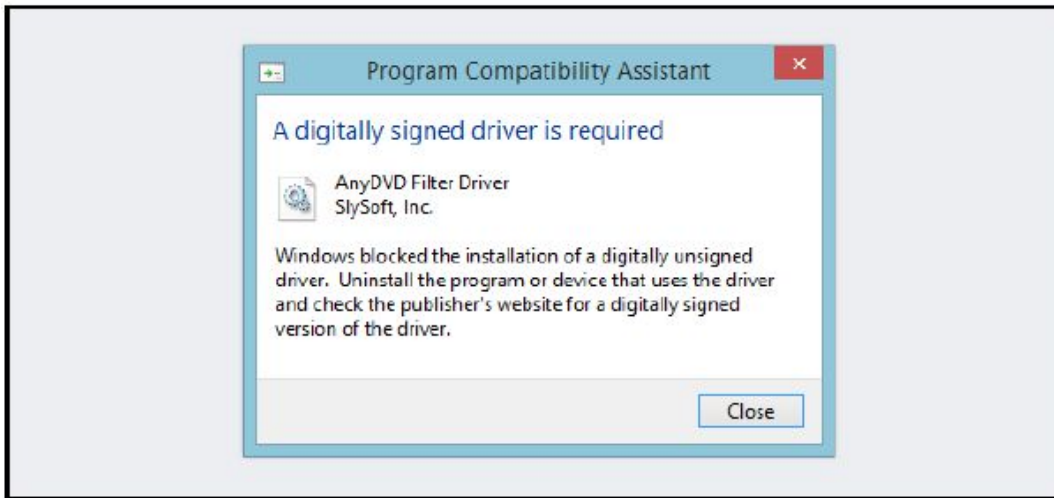 Program Compatibility Assistant
A digitally signed driver is required
AnyDVD Filter Driver
SlySoft, Inc.
Windows blocked the installation of a digitally unsigned
driver. Uninstall the program or device that uses the driver
and check the publisher's website for a digitally signed
version of the driver.
Close